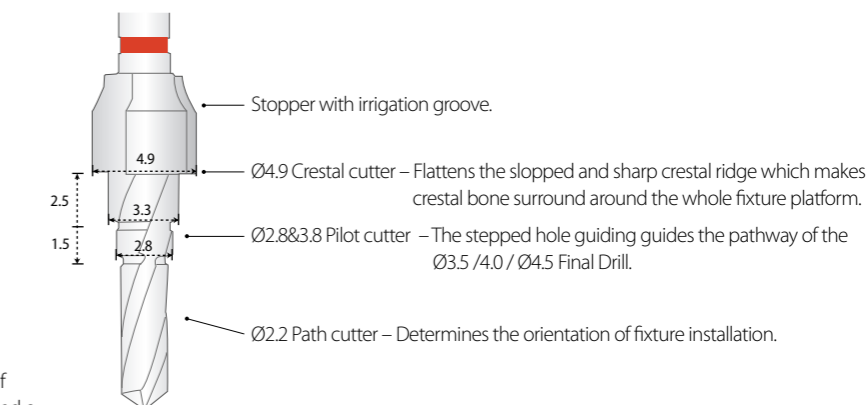 Stopper with irrigation groove.
4.9
Ø4.9 Crestal cutter – Flattens the slopped and sharp crestal ridge which makes
crestal bone surround around the whole fixture platform.
2.5
3.3
1.5
2.8
Ø2.8&3.8 Pilot cutter – The stepped hole guiding guides the pathway of the
Ø3.5 /4.0 / Ø4.5 Final Drill.
Ø2.2 Path cutter – Determines the orientation of fixture installation.